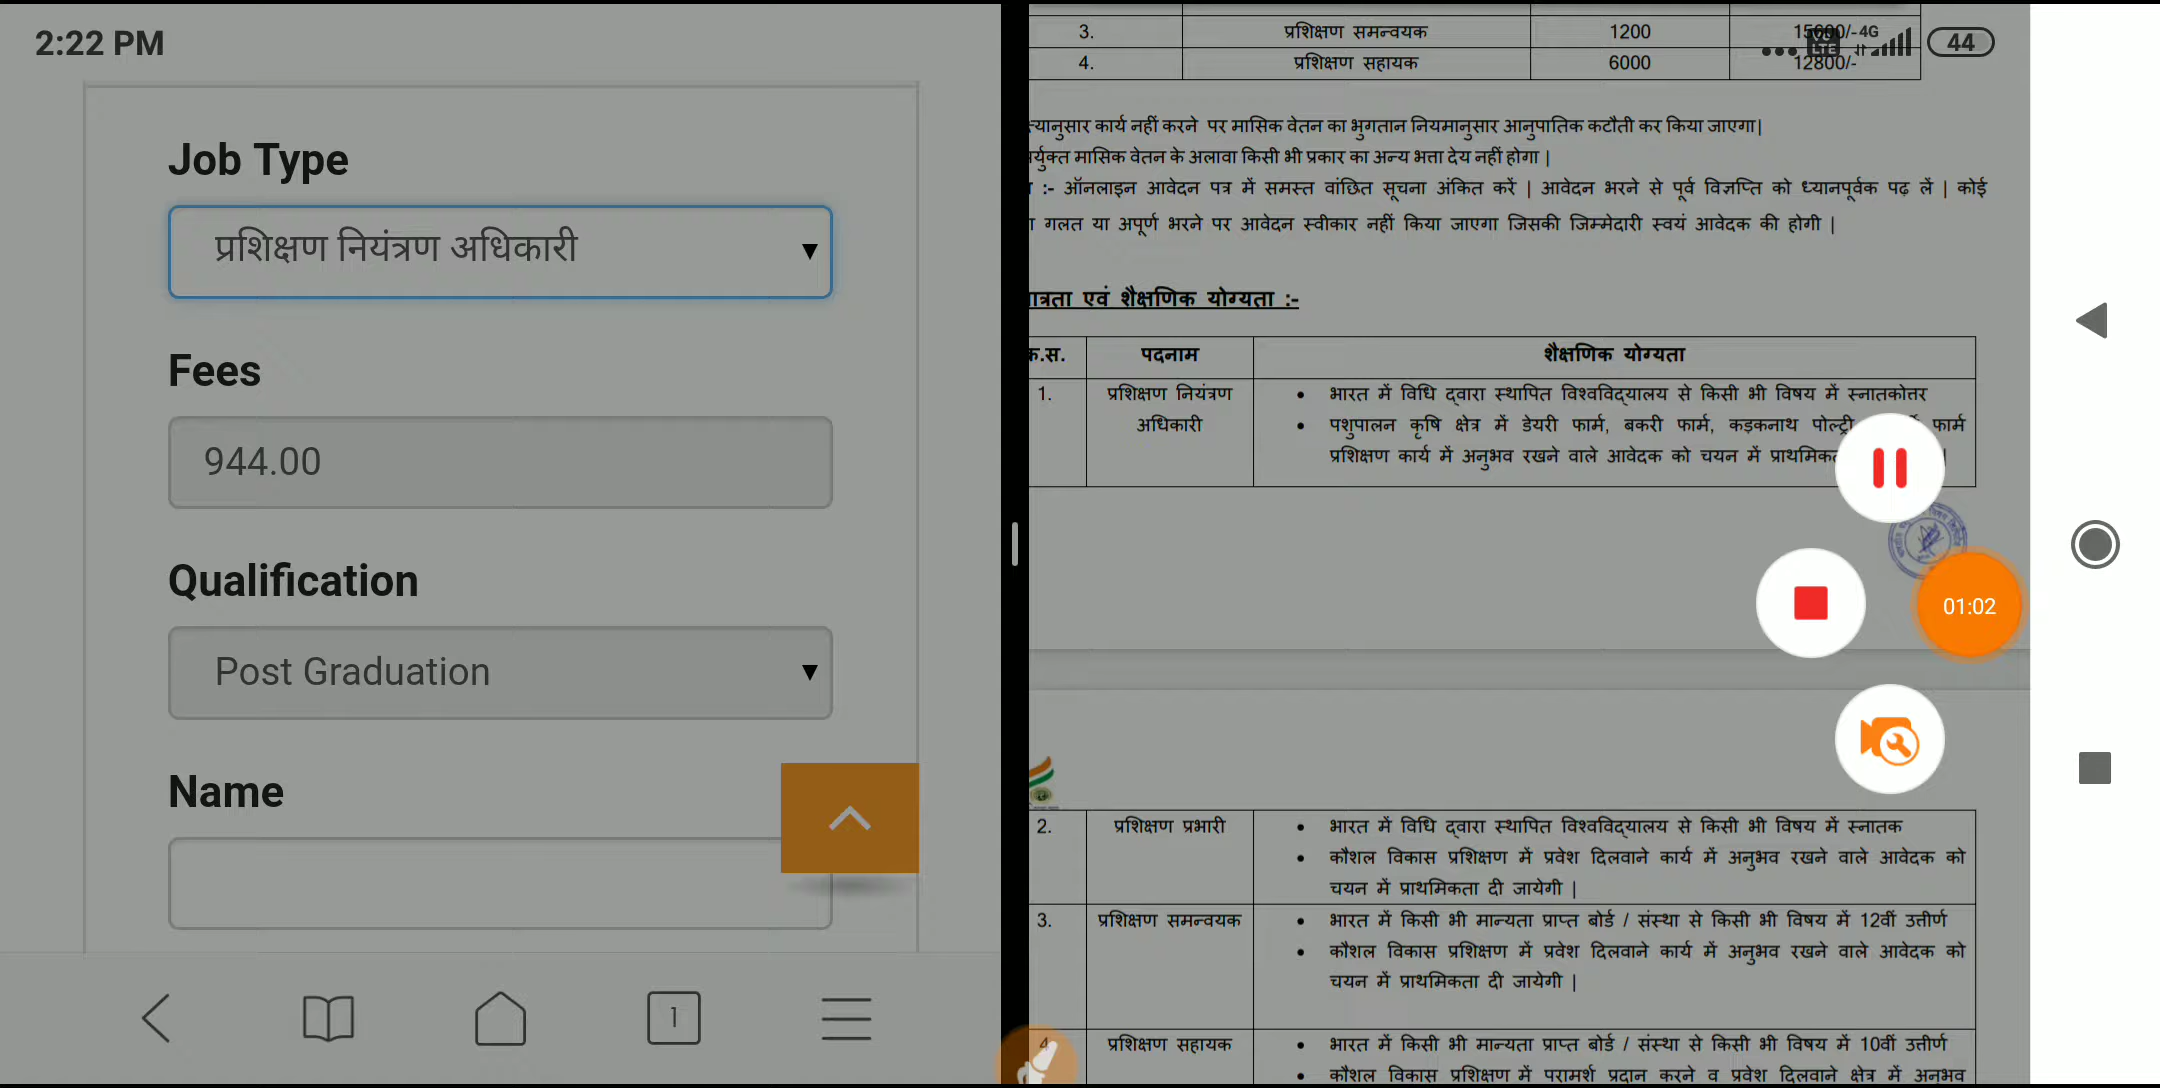 2:22 PM
Job Type
प्रशिक्षण नियंत्रण अधिकारी
Fees
944.00
Qualification
Post Graduation
Name
1
3. प्रशिक्षण समन्वयक 1200 15600/- 4G
44
4. प्रशिक्षण सहायक 6000 12800/-
कार्य नहीं करने पर मासिक वेतन का भुगतान नियमानुसार आनुपातिक कटौती कर किया जाएगा|
मासिक वेतन के अलावा किसी भी प्रकार का अन्य भत्ता देय नहीं होगा |
:- ऑनलाइन आवेदन पत्र में समस्त वांछित सूचना अंकित करें | आवेदन भरने से पूर्व विज्ञप्ति को ध्यानपूर्वक पढ़ लें | कोई
गलत या अपूर्ण भरने पर आवेदन स्वीकार नहीं किया जाएगा जिसकी जिम्मेदारी स्वयं आवेदक की होगी |
एवं शैक्षणिक योग्यता :-
क.स. पदनाम शैक्षणिक योग्यता
1. प्रशिक्षण नियंत्रण अधिकारी
• भारत में विधि द्वारा स्थापित विश्वविद्यालय से किसी भी विषय में स्नातकोत्तर
• पशुपालन कृषि क्षेत्र में डेयरी फार्म, बकरी फार्म, कड़कनाथ पोल्ट्री फार्म
प्रशिक्षण कार्य में अनुभव रखने वाले आवेदक को चयन में
01:02
2. प्रशिक्षण प्रभारी
• भारत में विधि द्वारा स्थापित विश्वविद्यालय से किसी भी विषय में स्नातक
• कौशल विकास प्रशिक्षण में प्रवेश दिलवाने कार्य में अनुभव रखने वाले आवेदक को
चयन में प्राथमिकता दी जायेगी |
3. प्रशिक्षण समन्वयक
• भारत में किसी भी मान्यता प्राप्त बोर्ड / संस्था से किसी भी विषय में 12वीं उत्तीर्ण
• कौशल विकास प्रशिक्षण में प्रवेश दिलवाने कार्य में अनुभव रखने वाले आवेदक को
चयन में प्राथमिकता दी जायेगी |
4 प्रशिक्षण सहायक
• भारत में किसी भी मान्यता प्राप्त बोर्ड / संस्था से किसी भी विषय में 10वीं उत्तीर्ण
• कौशल विकास प्रशिक्षण में परामर्श प्रदान करने व प्रवेश दिलवाने क्षेत्र में अनुभव